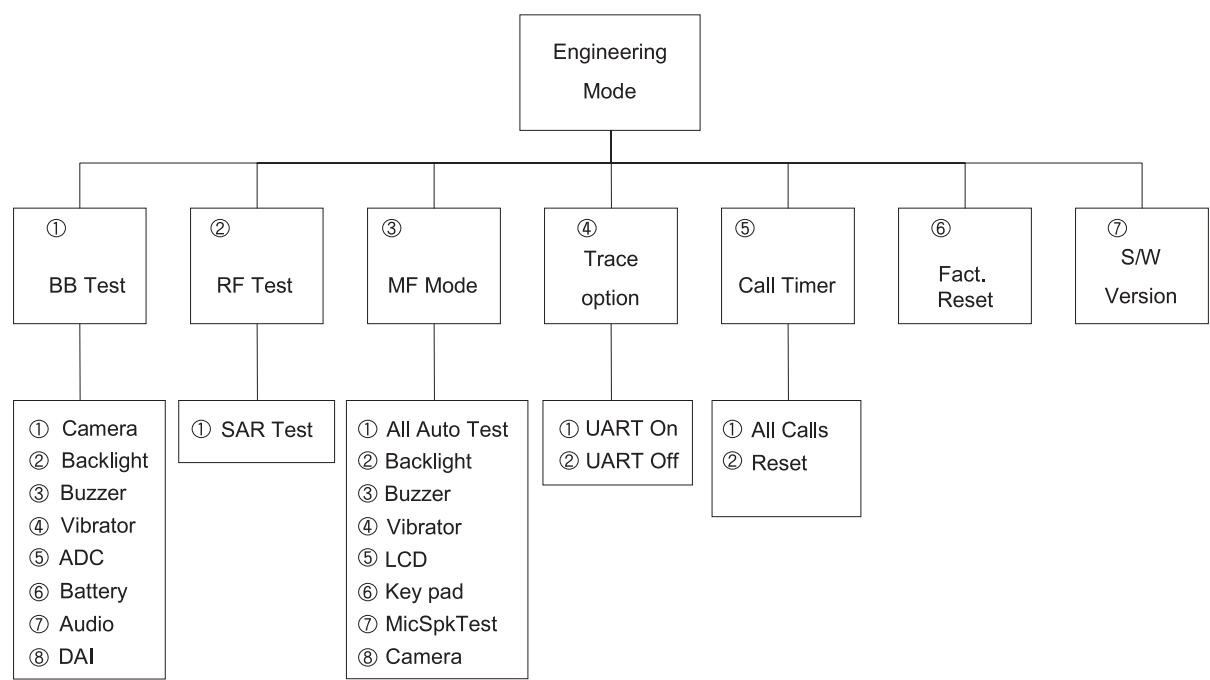 Engineering
Mode
①
BB Test
②
RF Test
③
MF Mode
④
Trace
option
⑤
Call Timer
⑥
Fact.
Reset
⑦
S/W
Version
① Camera
② Backlight
③ Buzzer
④ Vibrator
⑤ ADC
⑥ Battery
⑦ Audio
⑧ DAI
① SAR Test
① All Auto Test
② Backlight
③ Buzzer
④ Vibrator
⑤ LCD
⑥ Key pad
⑦ MicSpkTest
⑧ Camera
① UART On
② UART Off
① All Calls
② Reset